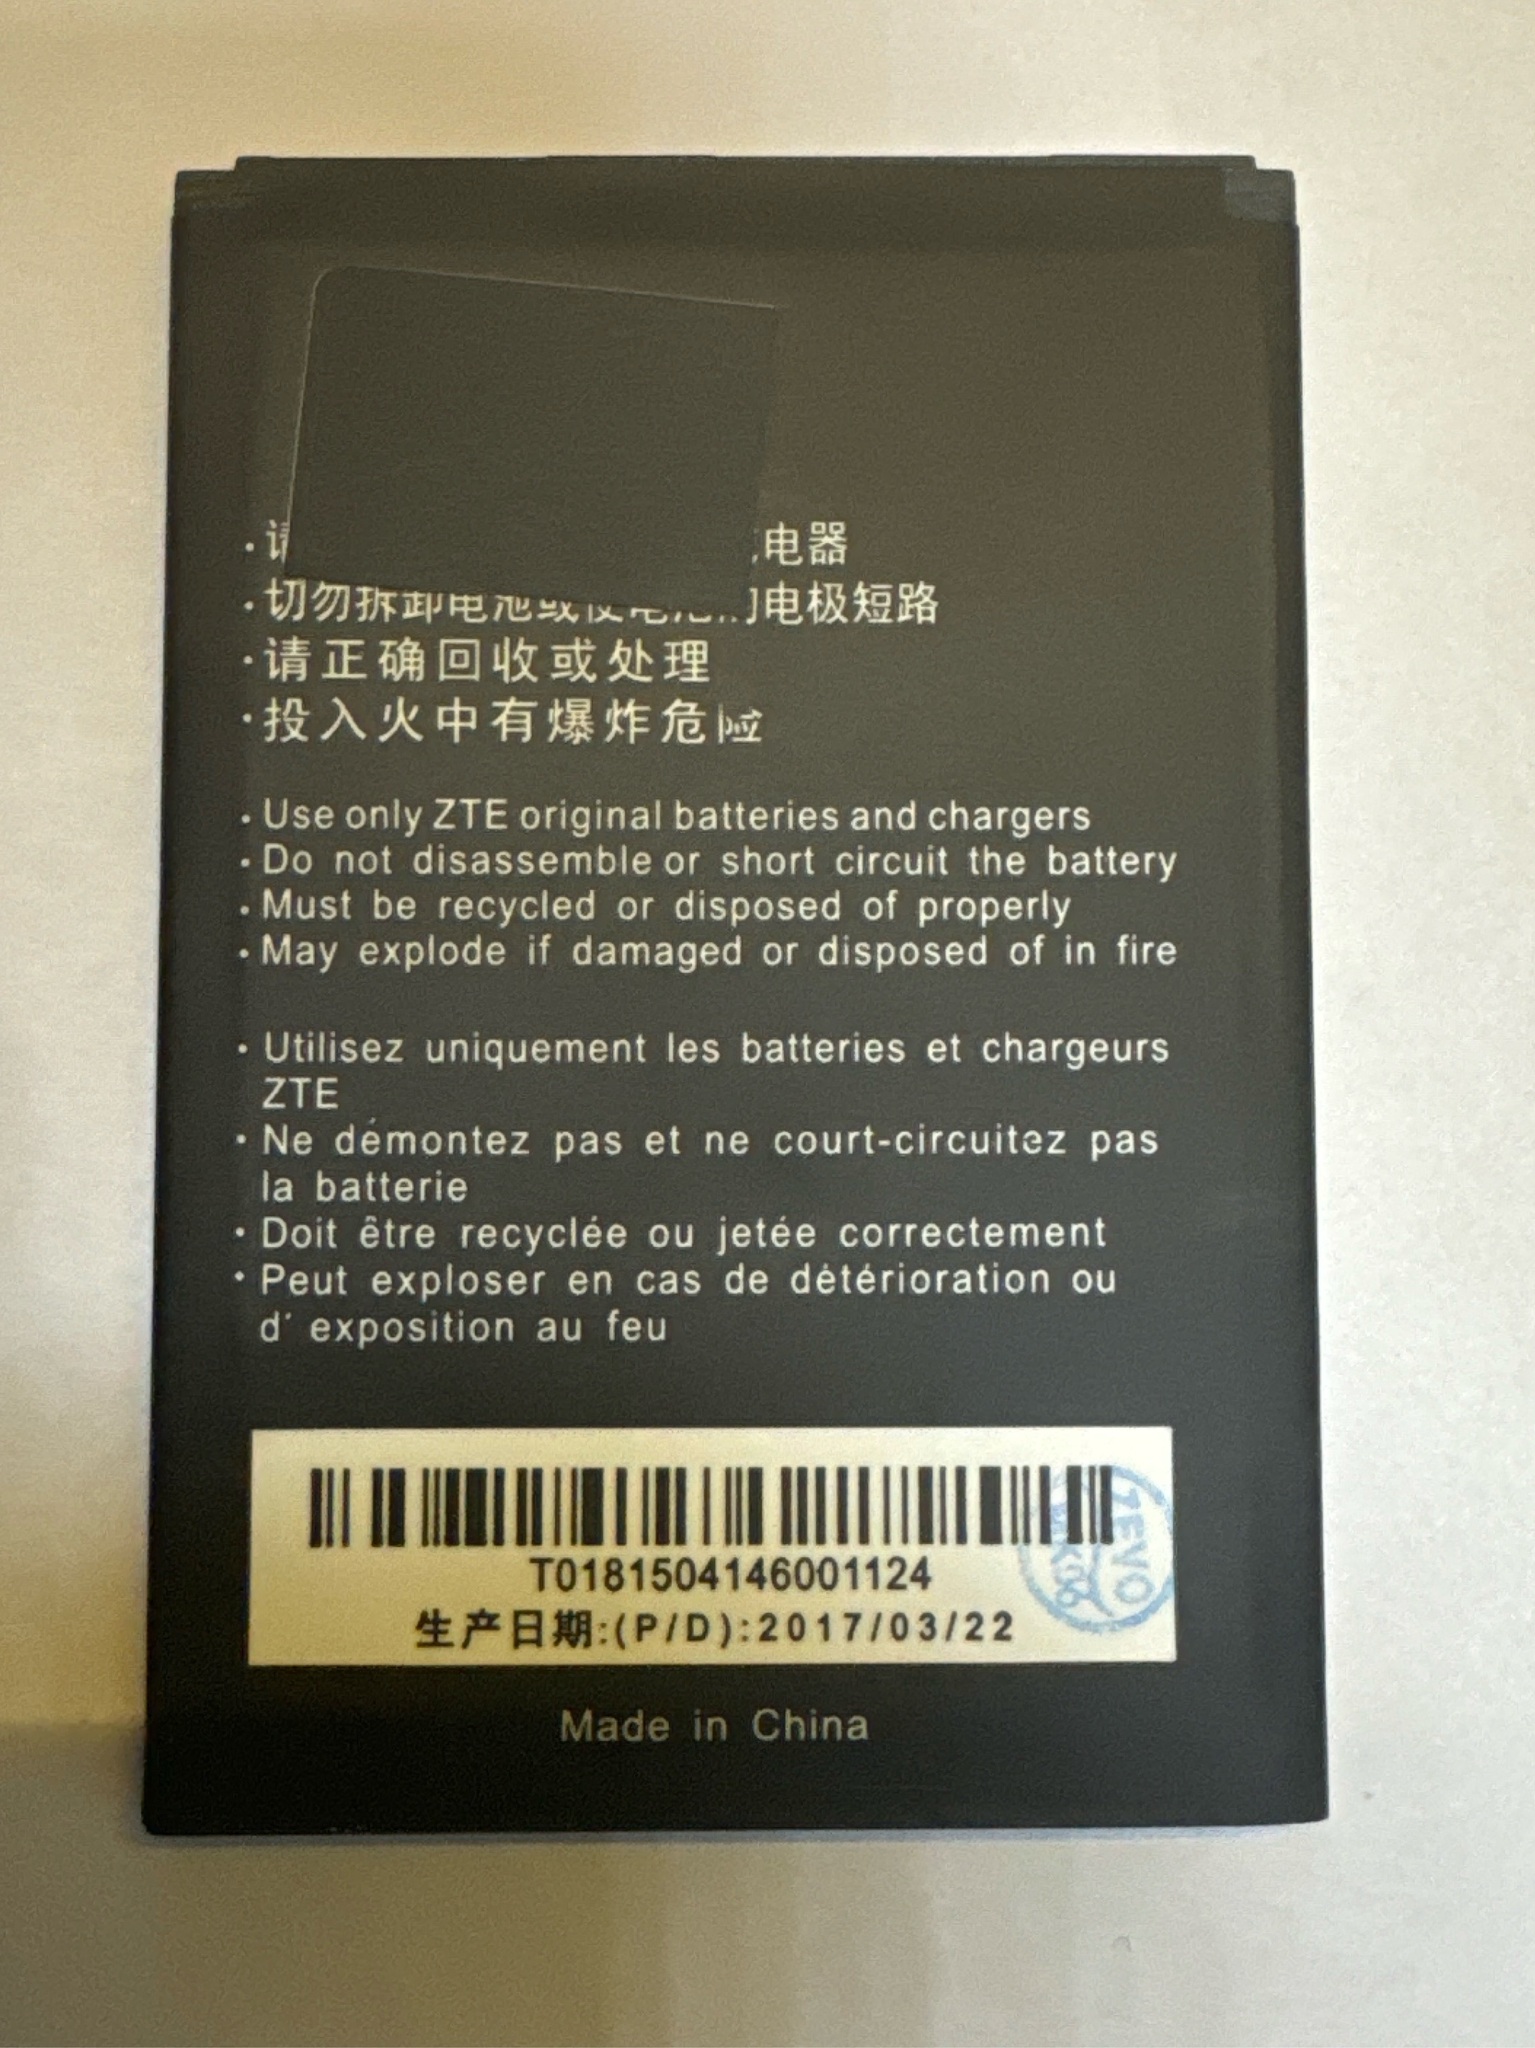 电器
切勿拆卸电池或使电池的电极短路
·请正确回收或处理
·投入火中有爆炸危险
· Use only ZTE original batteries and chargers
· Do not disassemble or short circuit the battery
· Must be recycled or disposed of properly
· May explode if damaged or disposed of in fire
· Utilisez uniquement les batteries et chargeurs
ZTE
· Ne démontez pas et ne court-circuitez pas
la batterie
· Doit être recyclée ou jetée correctement
· Peut exploser en cas de détérioration ou
d' exposition au feu
T0181504146001124
生产日期:(P/D):2017/03/22
ZEVO
Made in China